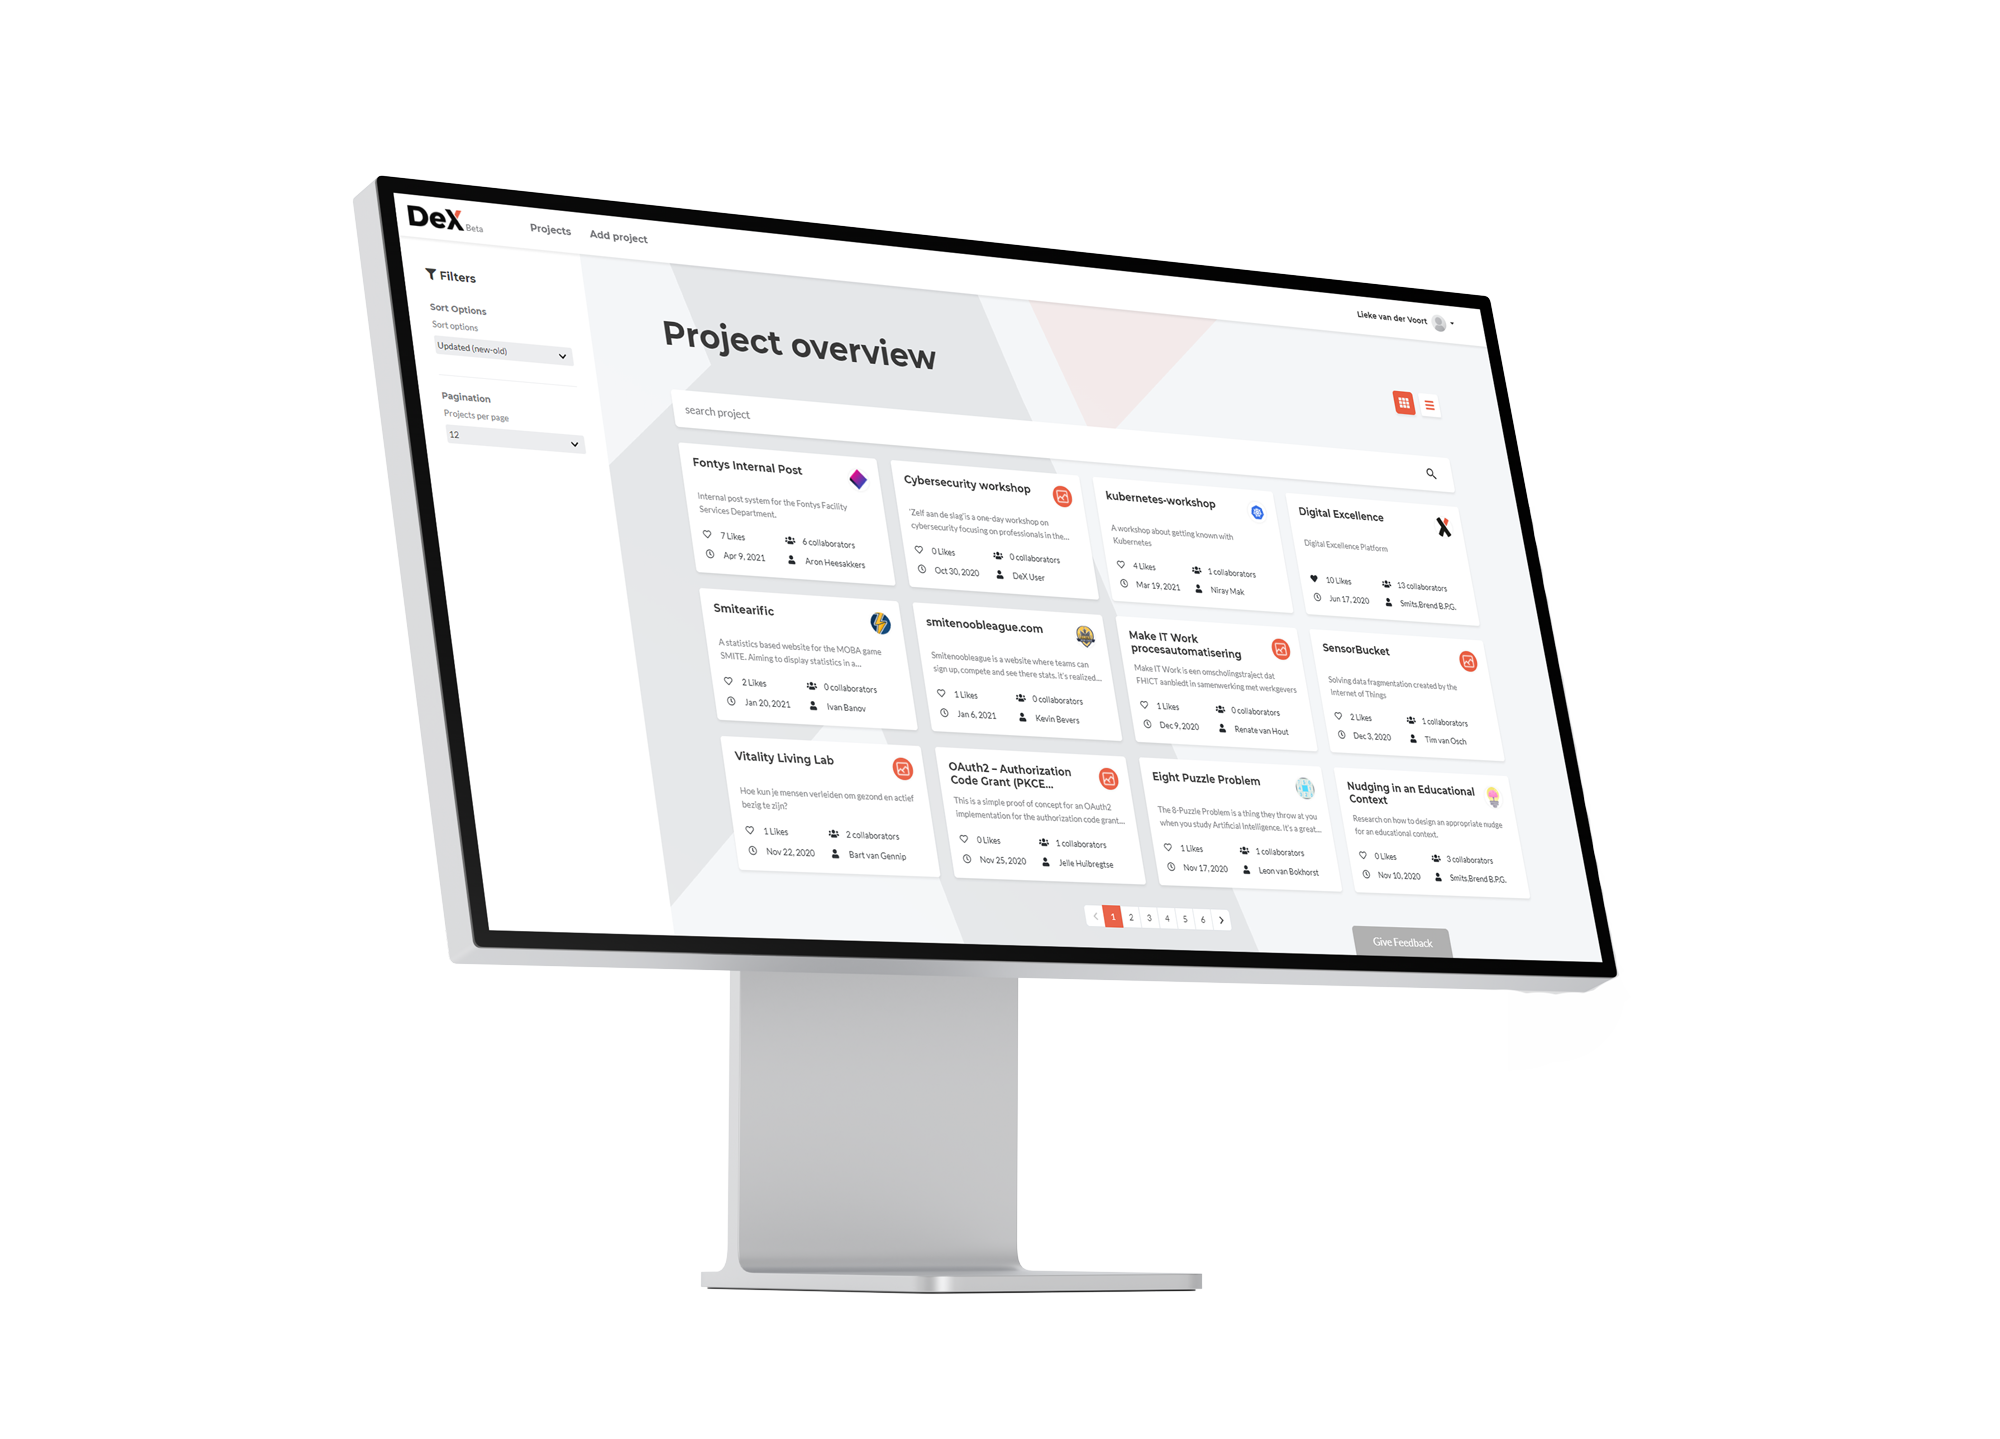 DeX Beta
Projects
Add project
Lieke van der Voort
Filters
Sort Options
Sort options
Updated (new-old)
Pagination
Projects per page
12
Project overview
search project
Fontys Internal Post
Internal post system for the Fontys Facility
Services Department.
7 Likes
6 collaborators
Apr 9, 2021
Aron Heesakkers
Cybersecurity workshop
'Zelf aan de slag' is a one-day workshop on
cybersecurity focusing on professionals in the...
0 Likes
0 collaborators
Oct 30, 2020
DeX User
kubernetes-workshop
A workshop about getting known with
Kubernetes
4 Likes
1 collaborators
Mar 19, 2021
Niray Mak
Digital Excellence
Digital Excellence Platform
10 Likes
13 collaborators
Jun 17, 2020
Smits,Brend B.P.G.
Smitearific
A statistics based website for the MOBA game
SMITE. Aiming to display statistics in a...
2 Likes
0 collaborators
Jan 20, 2021
Ivan Banov
smitenoobleague.com
Smitenoobleague is a website where teams can
sign up, compete and see there stats. it's realized...
1 Likes
0 collaborators
Jan 6, 2021
Kevin Bevers
Make IT Work
procesautomatisering
Make IT Work is een omscholingstraject dat
FHICT aanbiedt in samenwerking met werkgevers
1 Likes
0 collaborators
Dec 9, 2020
Renate van Hout
SensorBucket
Solving data fragmentation created by the
Internet of Things
2 Likes
1 collaborators
Dec 3, 2020
Tim van Osch
Vitality Living Lab
Hoe kun je mensen verleiden om gezond en actief
bezig te zijn?
1 Likes
2 collaborators
Nov 22, 2020
Bart van Gennip
OAuth2 – Authorization
Code Grant (PKCE...
This is a simple proof of concept for an OAuth2
implementation for the authorization code grant...
0 Likes
1 collaborators
Nov 25, 2020
Jelle Huibregtse
Eight Puzzle Problem
The 8-Puzzle Problem is a thing they throw at you
when you study Artificial Intelligence. It's a great...
1 Likes
1 collaborators
Nov 17, 2020
Leon van Bokhorst
Nudging in an Educational
Context
Research on how to design an appropriate nudge
for an educational context.
0 Likes
3 collaborators
Nov 10, 2020
Smits,Brend B.P.G.
1 2 3 4 5 6
Give Feedback